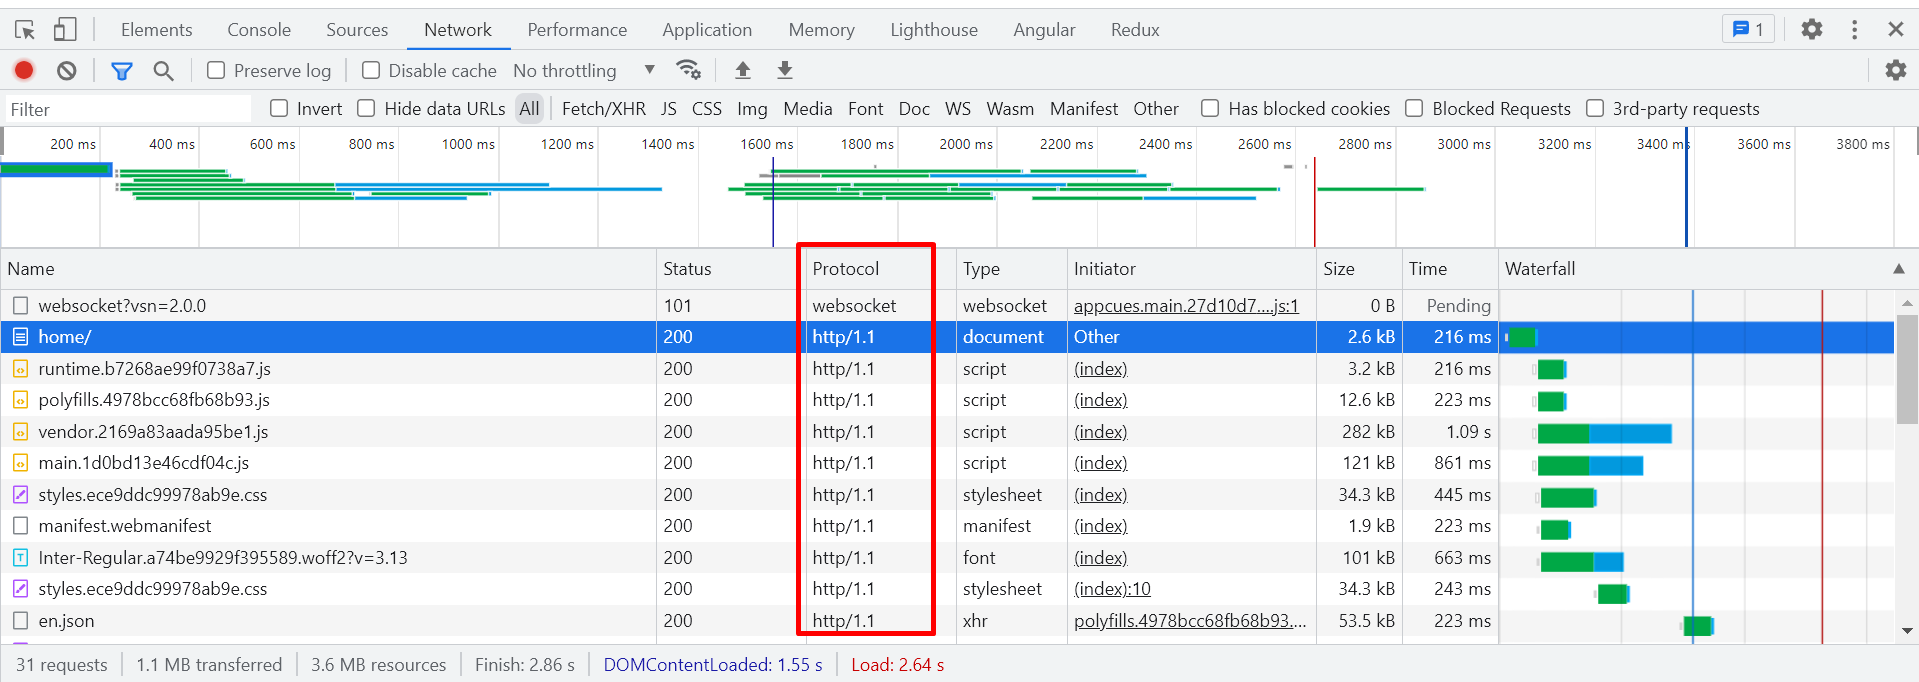 Elements Console Sources Network Performance Application Memory Lighthouse Angular Redux 1
Preserve log Disable cache No throttling
Filter Invert Hide data URLs All Fetch/XHR JS CSS Img Media Font Doc WS Wasm Manifest Other Has blocked cookies Blocked Requests 3rd-party requests
200 ms 400 ms 600 ms 800 ms 1000 ms 1200 ms 1400 ms 1600 ms 1800 ms 2000 ms 2200 ms 2400 ms 2600 ms 2800 ms 3000 ms 3200 ms 3400 ms 3600 ms 3800 ms
Name Status Protocol Type Initiator Size Time Waterfall
websocket?vsn=2.0.0 101 websocket websocket appcues.main.27d10d7....js:1 0 B Pending
home/ 200 http/1.1 document Other 2.6 kB 216 ms
runtime.b7268ae99f0738a7.js 200 http/1.1 script (index) 3.2 kB 216 ms
polyfills.4978bcc68fb68b93.js 200 http/1.1 script (index) 12.6 kB 223 ms
vendor.2169a83aada95be1.js 200 http/1.1 script (index) 282 kB 1.09 s
main.1d0bd13e46cdf04c.js 200 http/1.1 script (index) 121 kB 861 ms
styles.ece9ddc99978ab9e.css 200 http/1.1 stylesheet (index) 34.3 kB 445 ms
manifest.webmanifest 200 http/1.1 manifest (index) 1.9 kB 223 ms
Inter-Regular.a74be9929f395589.woff2?v=3.13 200 http/1.1 font (index) 101 kB 663 ms
styles.ece9ddc99978ab9e.css 200 http/1.1 stylesheet (index):10 34.3 kB 243 ms
en.json 200 http/1.1 xhr polyfills.4978bcc68fb68b93.... 53.5 kB 223 ms
31 requests 1.1 MB transferred 3.6 MB resources Finish: 2.86 s DOMContentLoaded: 1.55 s Load: 2.64 s